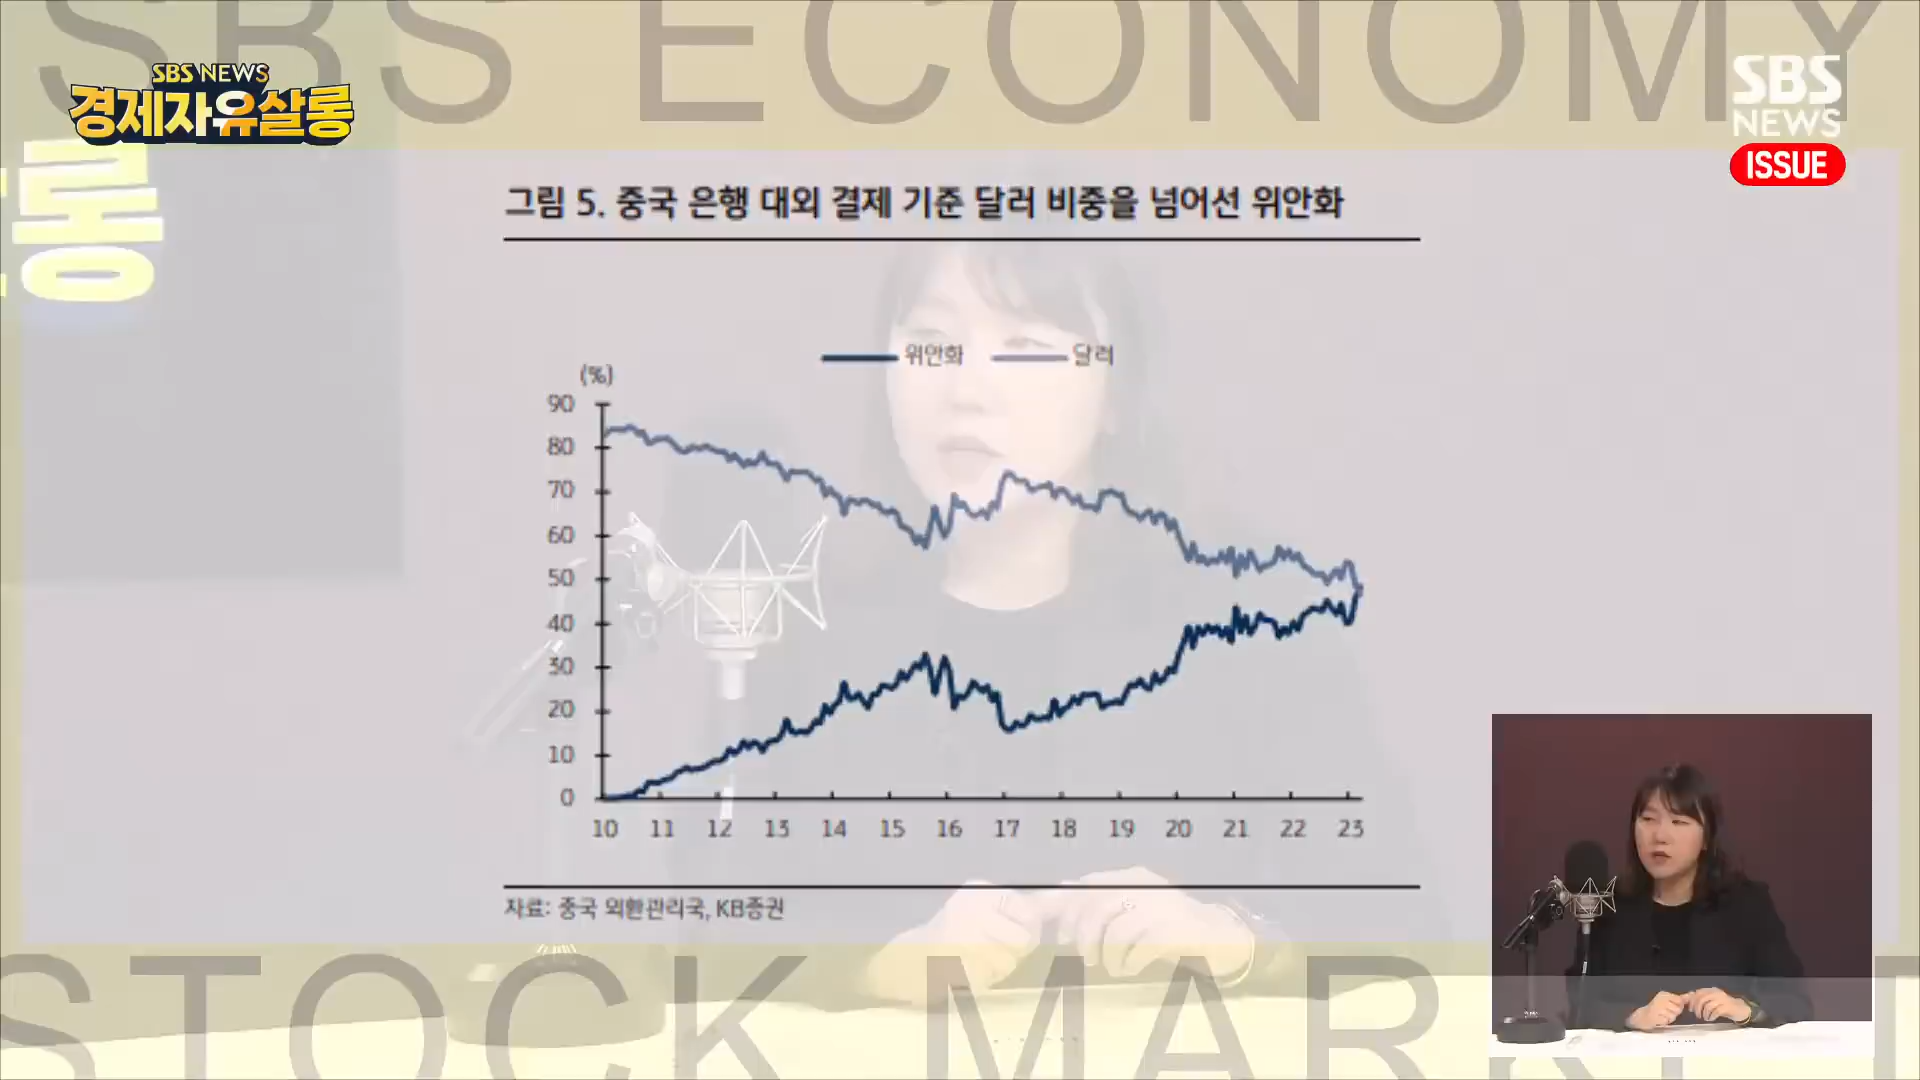 SBS ECONOMY
SBS NEWS
경제자유살롱
SBS
NEWS
ISSUE
롱
그림 5. 중국 은행 대외 결제 기준 달러 비중을 넘어선 위안화
위안화 달러
(%)
90
80
70
60
50
40
30
20
10
0
10 11 12 13 14 15 16 17 18 19 20 21 22 23
자료: 중국 외환관리국, KB증권
STOCK MARKET